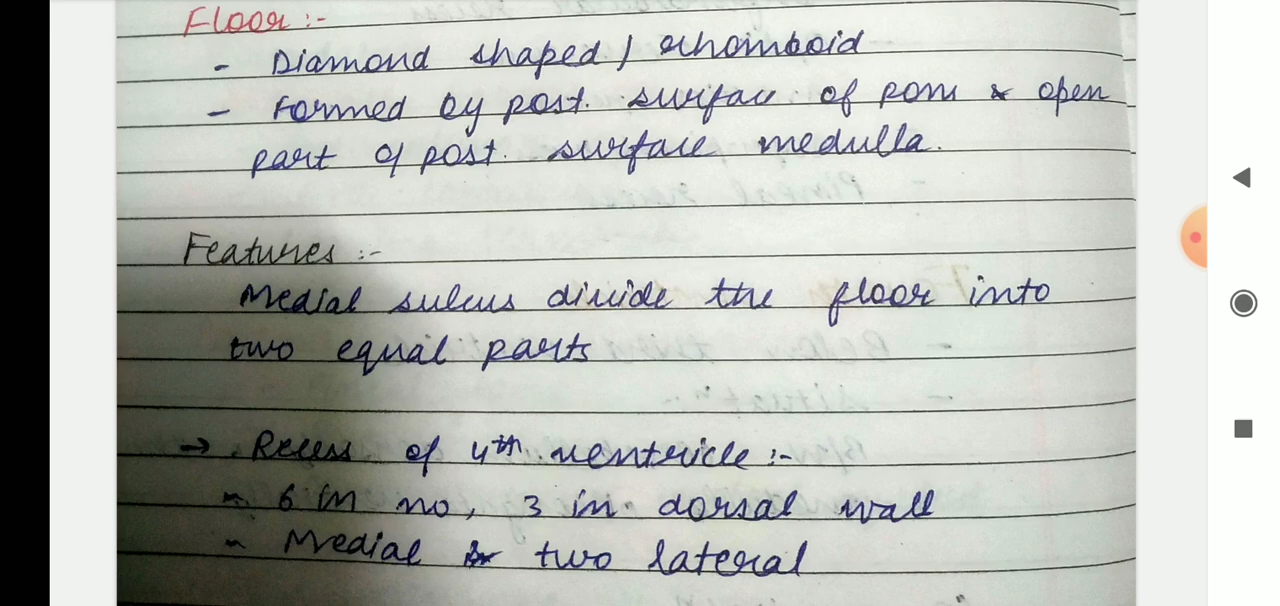 Floor :-
- Diamond shaped / rhomboid
- Formed by post. surface of pons & open
part of post. surface medulla.
Features :-
Medial sulcus divide the floor into
two equal parts
→ Recess of 4th ventricle :-
- 6 in no, 3 in dorsal wall
- Medial & two lateral